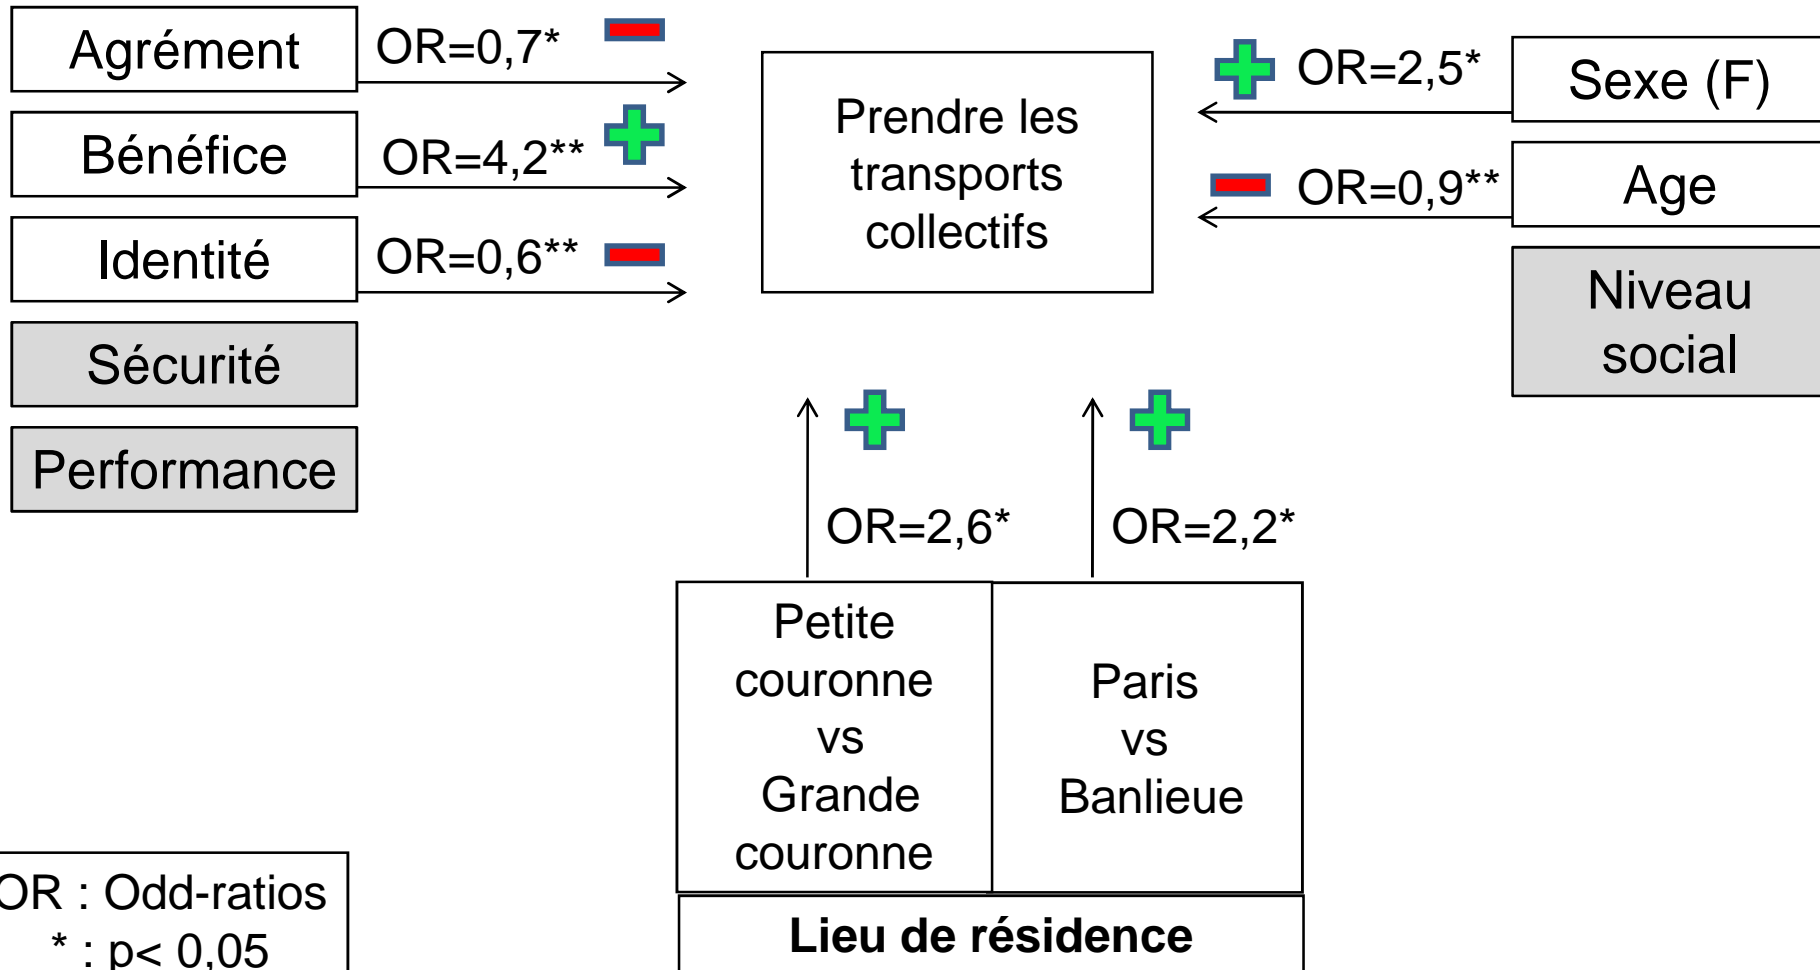 Agrément
OR=0,7*
Bénéfice
OR=4,2**
Identité
OR=0,6**
Sécurité
Performance
Prendre les
transports
collectifs
OR=2,5*
Sexe (F)
OR=0,9**
Age
Niveau
social
OR=2,6*
OR=2,2*
Petite
couronne
vs
Grande
couronne
Paris
vs
Banlieue
Lieu de résidence
OR : Odd-ratios
* : p< 0,05